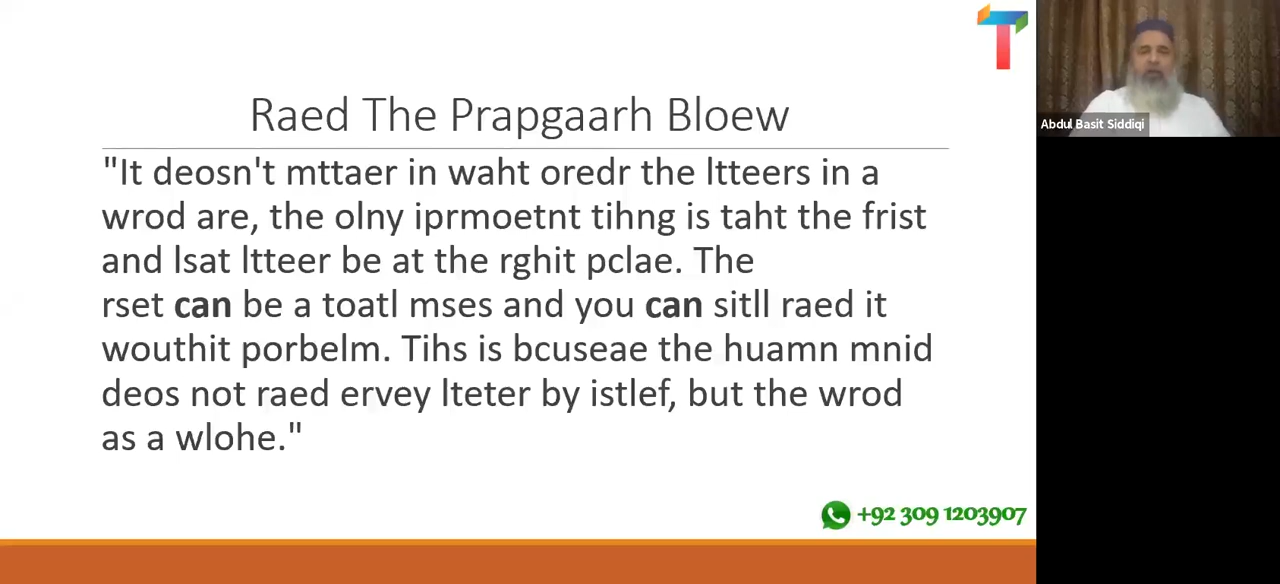 Raed The Prapgaarh Bloew
"It deosn't mttaer in waht oredr the ltteers in a
wrod are, the olny iprmoetnt tihng is taht the frist
and lsat ltteer be at the rghit pclae. The
rset can be a toatl mses and you can sitll raed it
wouthit porbelm. Tihs is bcuseae the huamn mnid
deos not raed ervey lteter by istlef, but the wrod
as a wlohe."
+92 309 1203907
Abdul Basit Siddiqi